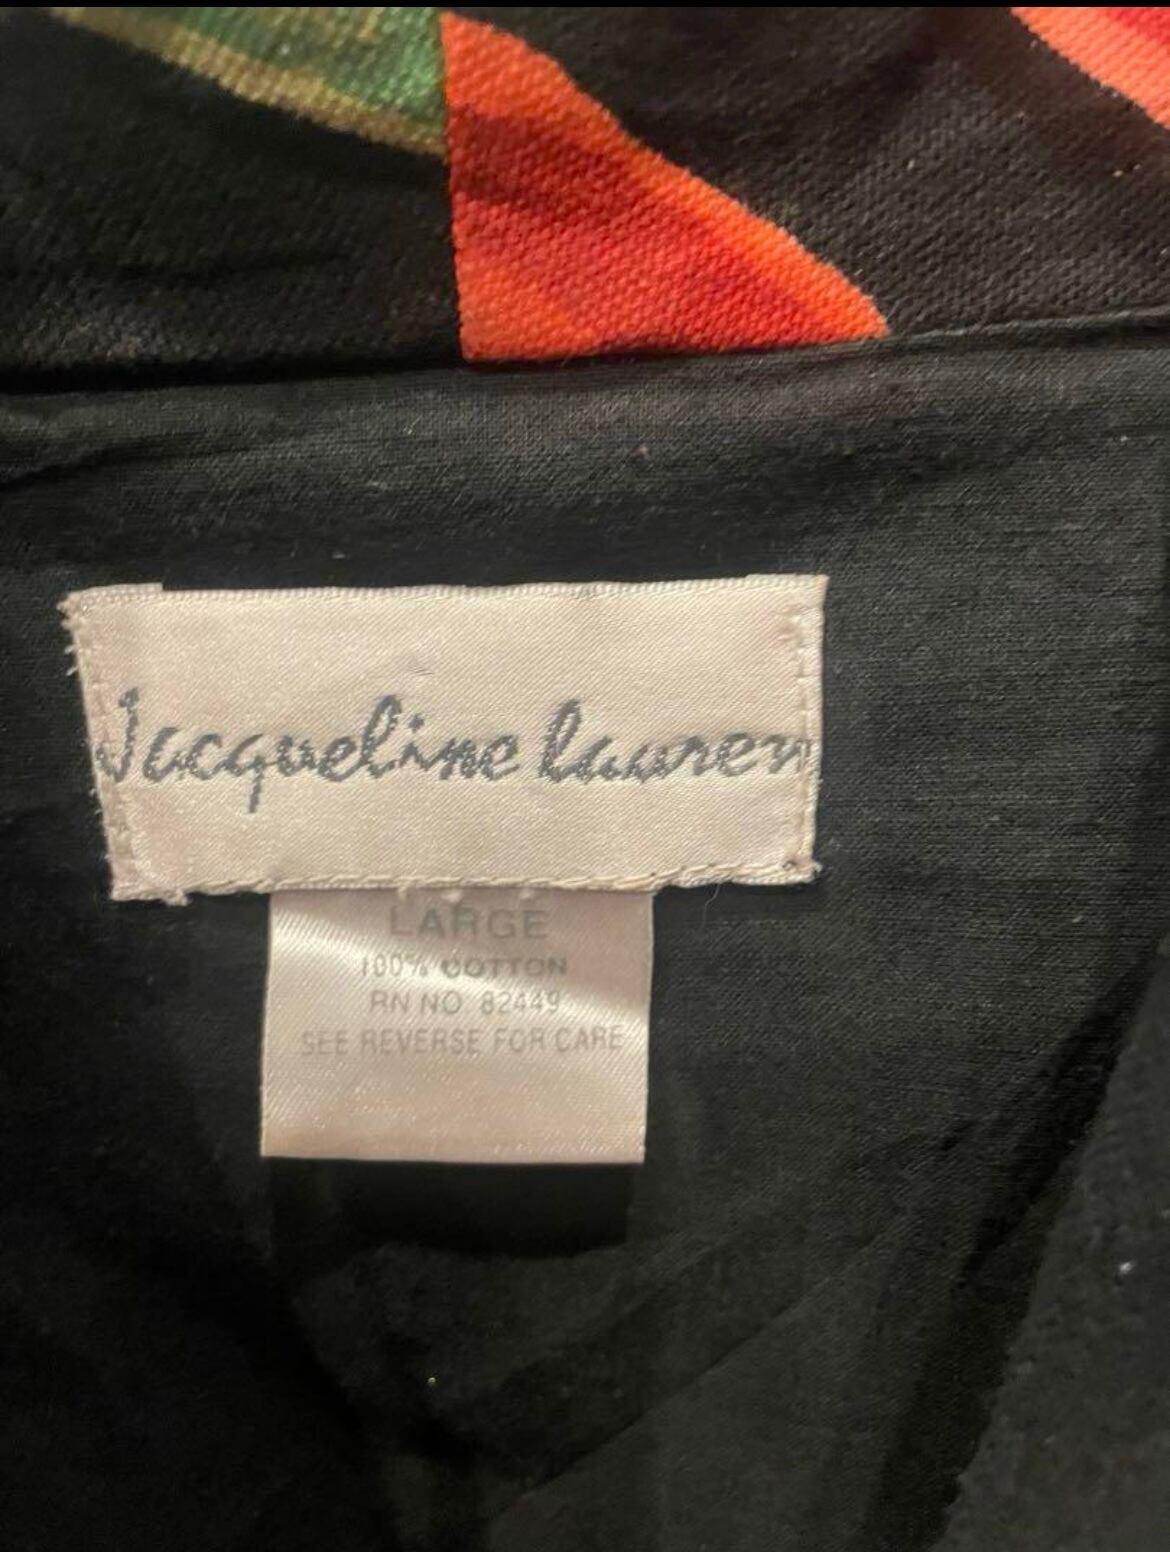 Jacqueline lauren
LARGE
100% COTTON
RN NO. 82449
SEE REVERSE FOR CARE